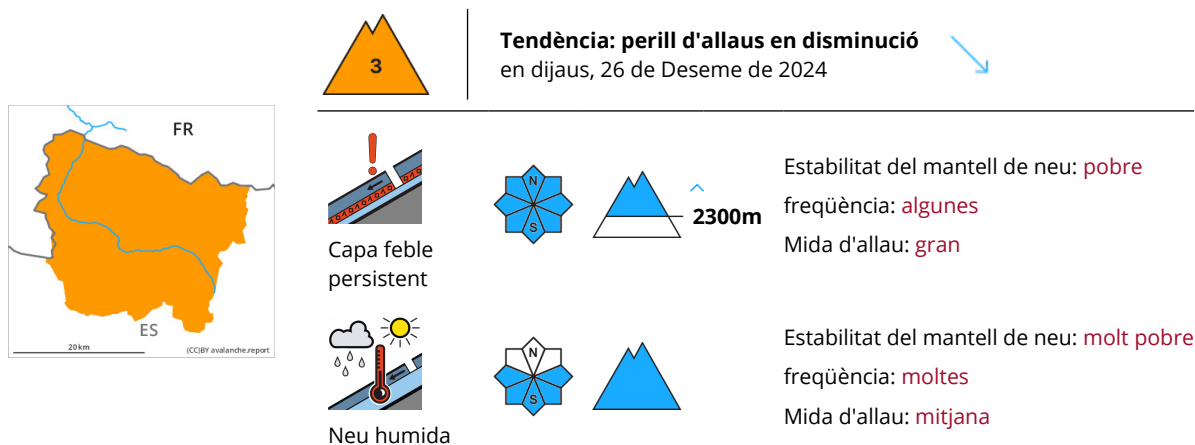 3
Tendència: perill d'allaus en disminució
en dijaus, 26 de Deseme de 2024
FR
ES
20 km
(CC)BY avalanche.report
Capa feble
persistent
N
S
2300m
Estabilitat del mantell de neu: pobre
freqüència: algunes
Mida d'allau: gran
Neu humida
N
S
Estabilitat del mantell de neu: molt pobre
freqüència: moltes
Mida d'allau: mitjana